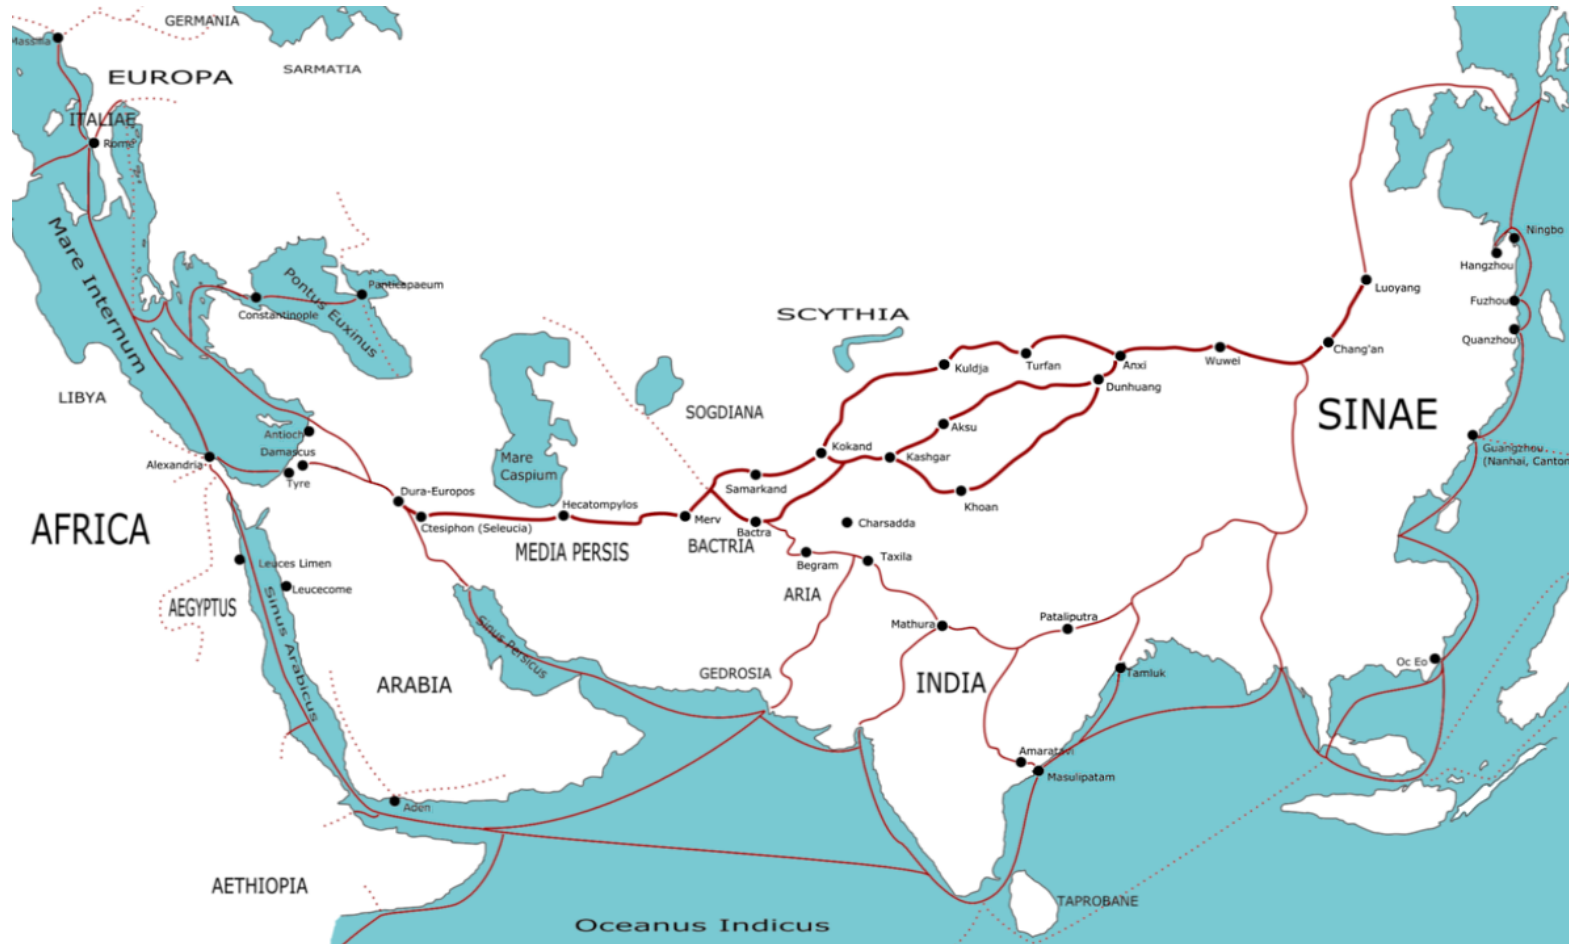 GERMANIA
Massilia
SARMATIA
EUROPA
ITALIAE
Rome
Mare Internum
Pontus Euxinus
Panticapaeum
Constantinople
LIBYA
Antioch
Damascus
Alexandria
Tyre
AFRICA
Leuces Limen
Leucecome
AEGYPTUS
Sinus Arabicus
ARABIA
Aden
AETHIOPIA
Dura-Europos
Ctesiphon (Seleucia)
Hecatompylos
MEDIA PERSIS
Mare
Caspium
Sinus Persicus
GEDROSIA
Merv
BACTRIA
Bactra
Samarkand
SOGDIANA
SCYTHIA
Kokand
Kashgar
Aksu
Khoan
Kuldja
Turfan
Anxi
Dunhuang
Wuwei
Chang'an
Luoyang
SINAE
Ningbo
Hangzhou
Fuzhou
Quanzhou
Guangzhou
(Nanhai, Canton
Charsadda
Begram
Taxila
ARIA
Mathura
Pataliputra
INDIA
Tamluk
Amaratavi
Masulipatam
Oc Eo
TAPROBANE
Oceanus Indicus